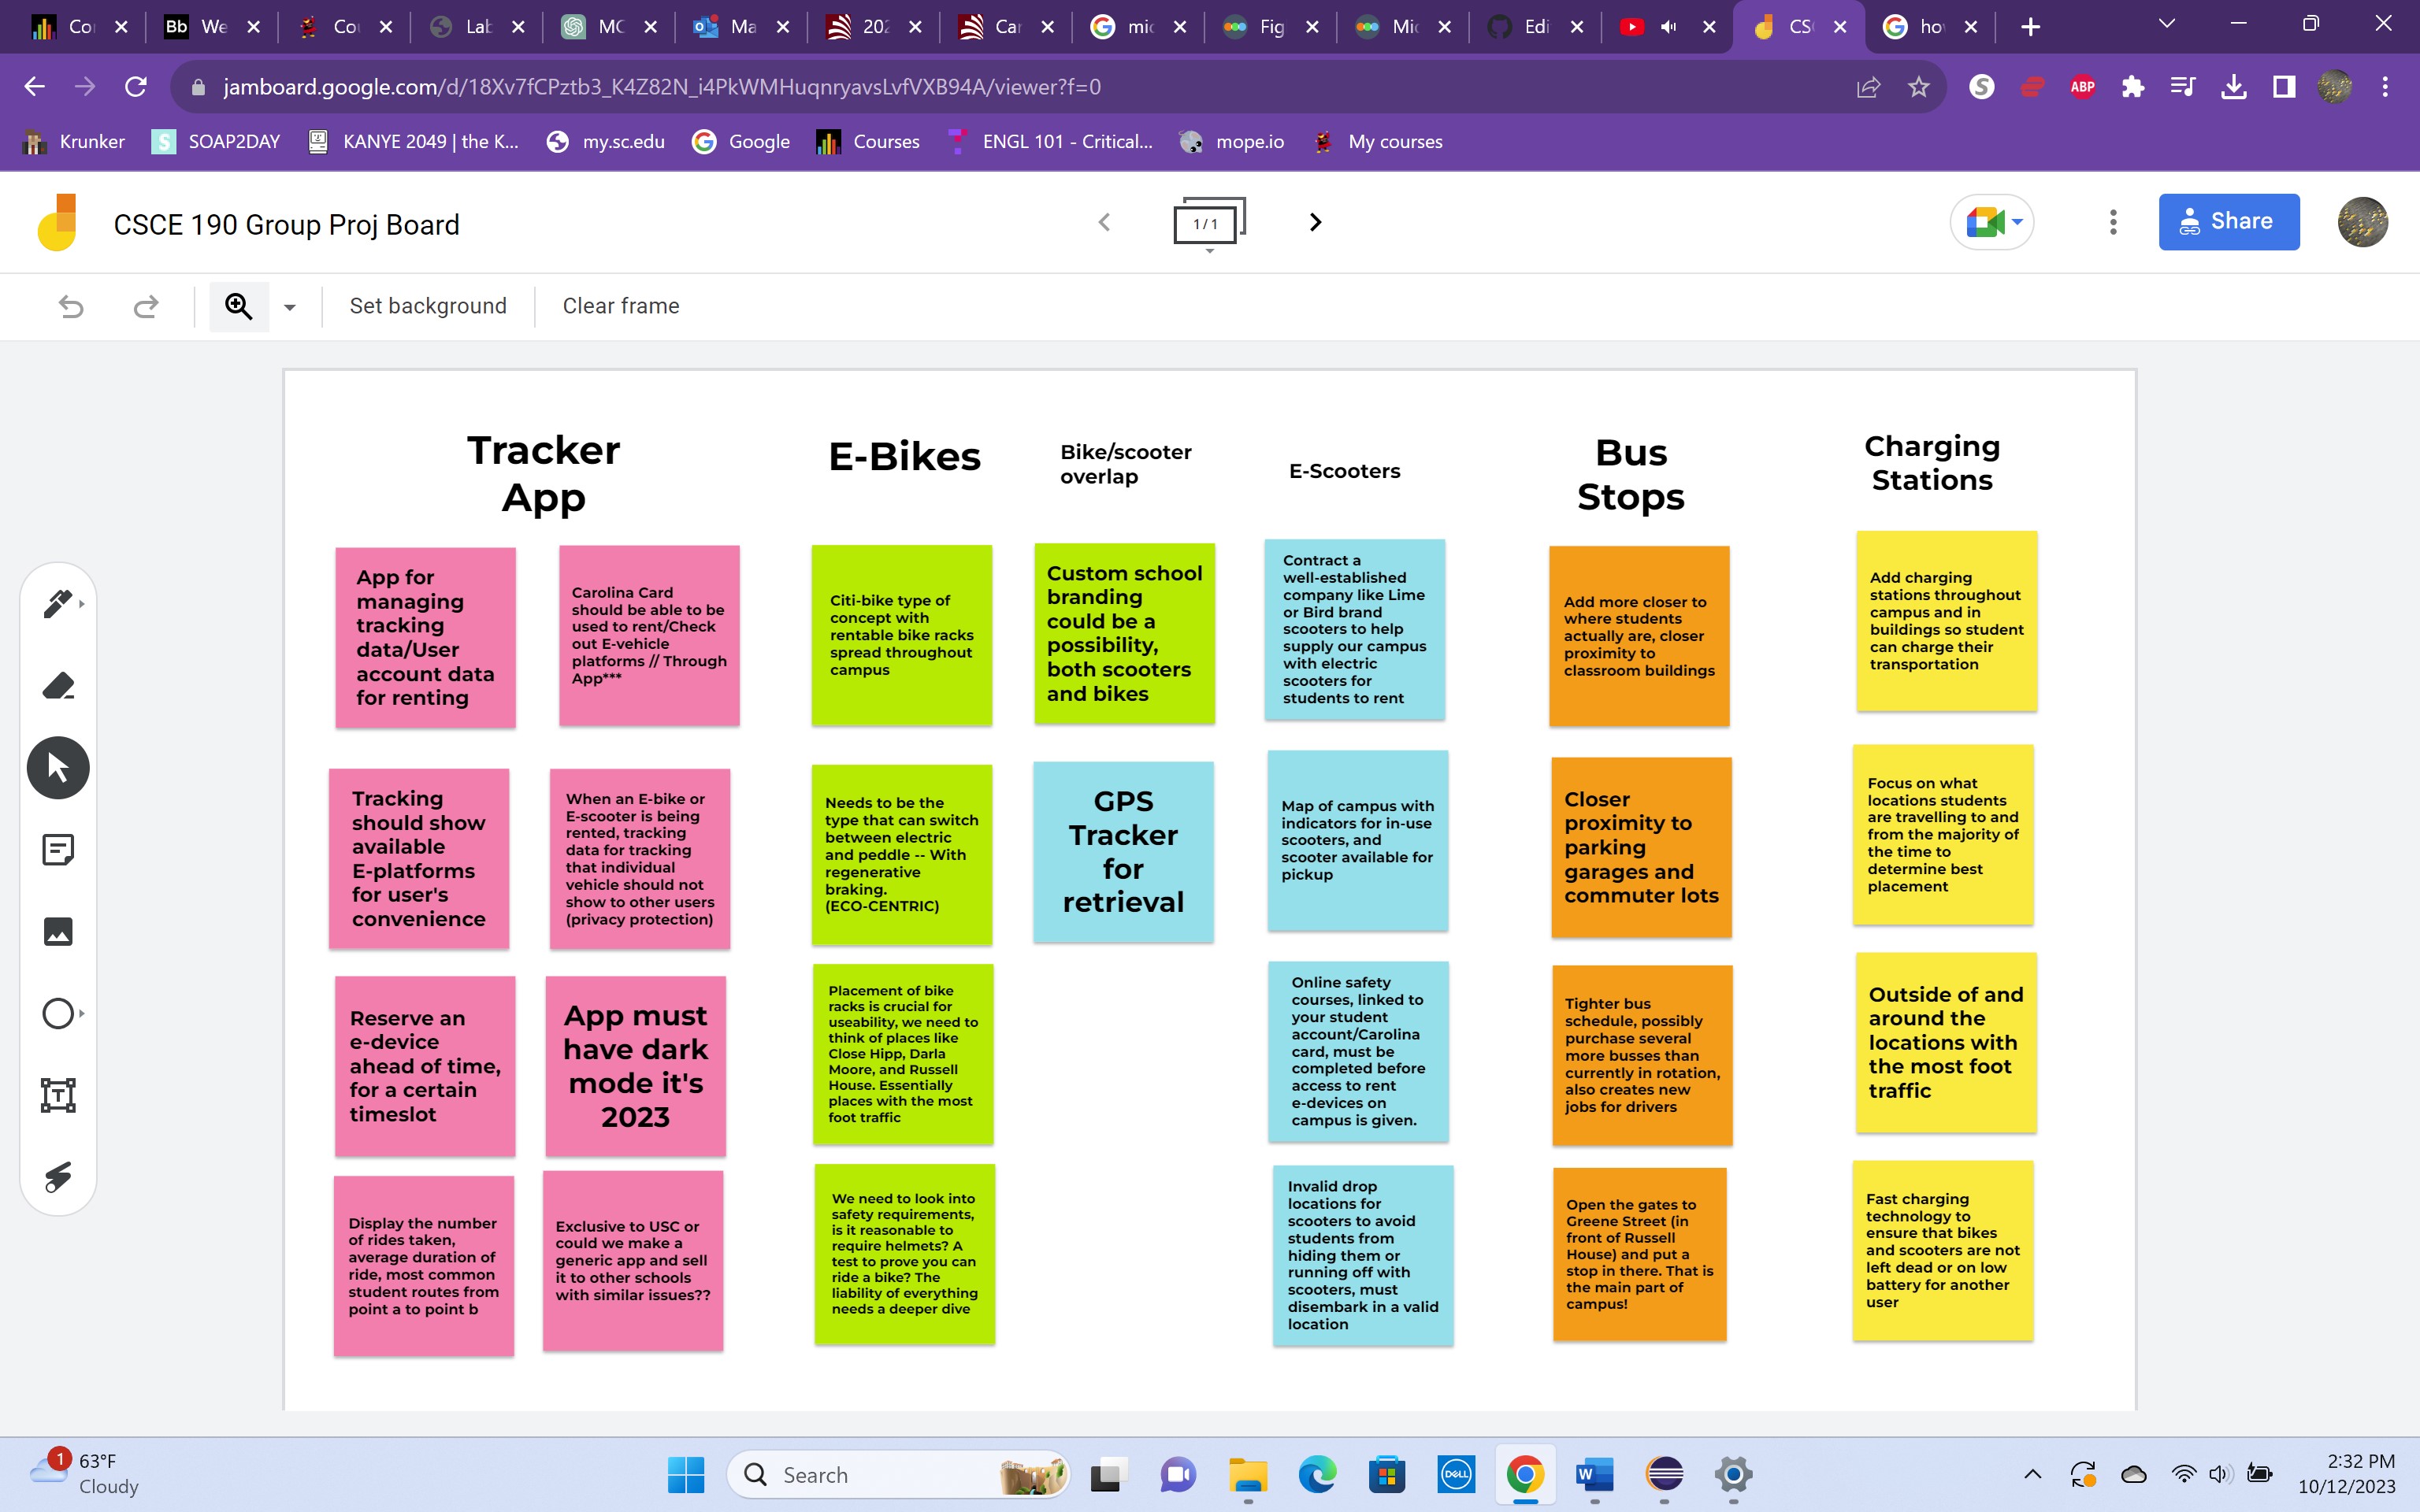 Co
We
Co
Lab
MC
Ma
202
Car
mic
Fig
Mic
Edi
CS
ho
jamboard.google.com/d/18Xv7fCPztb3_K4Z82N_i4PkWMHuqnryavsLvfVXB94A/viewer?f=0
ABP
Krunker
SOAP2DAY
KANYE 2049 | the K...
my.sc.edu
Google
Courses
ENGL 101 - Critical...
mope.io
My courses
CSCE 190 Group Proj Board
1/1
Share
Set background
Clear frame
Tracker
App
App for
managing
tracking
data/User
account data
for renting
Carolina Card
should be able to be
used to rent/Check
out E-vehicle
platforms // Through
App***
Tracking
should show
available
E-platforms
for user's
convenience
When an E-bike or
E-scooter is being
rented, tracking
data for tracking
that individual
vehicle should not
show to other users
(privacy protection)
Reserve an
e-device
ahead of time,
for a certain
timeslot
App must
have dark
mode it's
2023
Display the number
of rides taken,
average duration of
ride, most common
student routes from
point a to point b
Exclusive to USC or
could we make a
generic app and sell
it to other schools
with similar issues??
E-Bikes
Citi-bike type of
concept with
rentable bike racks
spread throughout
campus
Needs to be the
type that can switch
between electric
and peddle -- With
regenerative
braking.
(ECO-CENTRIC)
Placement of bike
racks is crucial for
useability, we need to
think of places like
Close Hipp, Darla
Moore, and Russell
House. Essentially
places with the most
foot traffic
We need to look into
safety requirements,
is it reasonable to
require helmets? A
test to prove you can
ride a bike? The
liability of everything
needs a deeper dive
Bike/scooter
overlap
Custom school
branding
could be a
possibility,
both scooters
and bikes
GPS
Tracker
for
retrieval
E-Scooters
Contract a
well-established
company like Lime
or Bird brand
scooters to help
supply our campus
with electric
scooters for
students to rent
Map of campus with
indicators for in-use
scooters, and
scooter available for
pickup
Online safety
courses, linked to
your student
account/Carolina
card, must be
completed before
access to rent
e-devices on
campus is given.
Invalid drop
locations for
scooters to avoid
students from
hiding them or
running off with
scooters, must
disembark in a valid
location
Bus
Stops
Add more closer to
where students
actually are, closer
proximity to
classroom buildings
Closer
proximity to
parking
garages and
commuter lots
Tighter bus
schedule, possibly
purchase several
more busses than
currently in rotation,
also creates new
jobs for drivers
Open the gates to
Greene Street (in
front of Russell
House) and put a
stop in there. That is
the main part of
campus!
Charging
Stations
Add charging
stations throughout
campus and in
buildings so student
can charge their
transportation
Focus on what
locations students
are travelling to and
from the majority of
the time to
determine best
placement
Outside of and
around the
locations with
the most foot
traffic
Fast charging
technology to
ensure that bikes
and scooters are not
left dead or on low
battery for another
user
1
63°F
Cloudy
Search
DELL
2:32 PM
10/12/2023